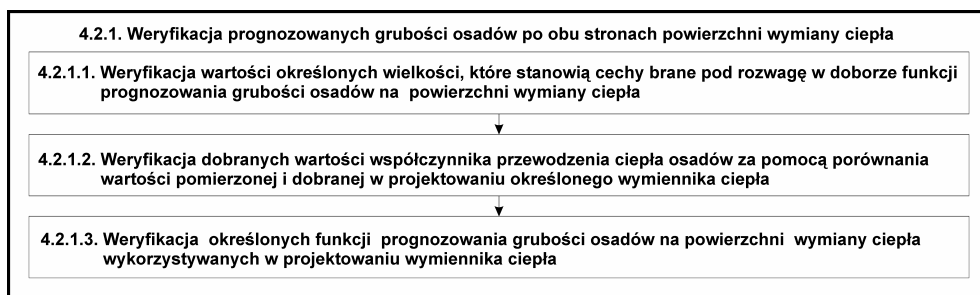 4.2.1. Weryfikacja prognozowanych grubości osadów po obu stronach powierzchni wymiany ciepła
4.2.1.1. Weryfikacja wartości określonych wielkości, które stanowią cechy brane pod rozwagę w doborze funkcji
prognozowania grubości osadów na powierzchni wymiany ciepła
4.2.1.2. Weryfikacja dobranych wartości współczynnika przewodzenia ciepła osadów za pomocą porównania
wartości pomierzonej i dobranej w projektowaniu określonego wymiennika ciepła
4.2.1.3. Weryfikacja określonych funkcji prognozowania grubości osadów na powierzchni wymiany ciepła
wykorzystywanych w projektowaniu wymiennika ciepła